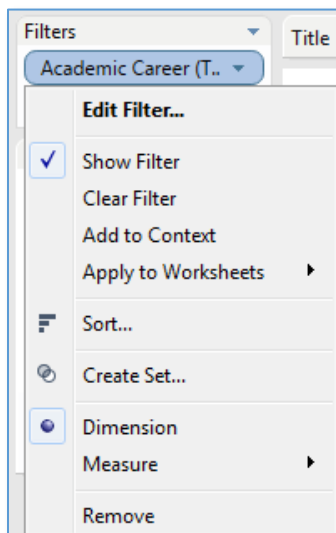 Filters
Title
Academic Career (T..
Edit Filter...
Show Filter
Clear Filter
Add to Context
Apply to Worksheets
Sort...
Create Set...
Dimension
Measure
Remove